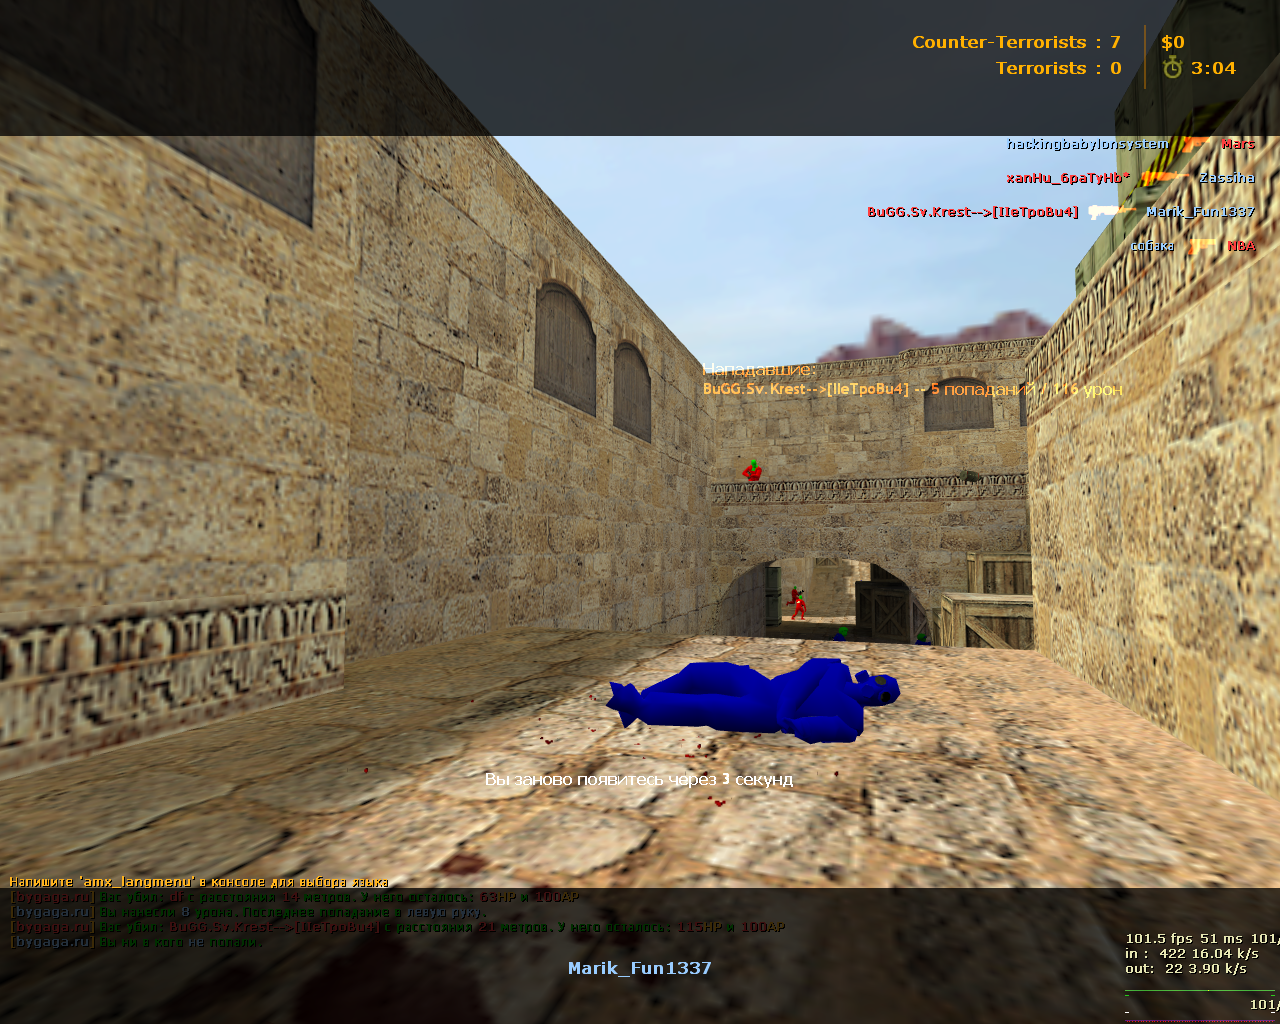 Counter-Terrorists : 7
$0
Terrorists : 0
3:04
hackingbabylonsystem Mars
xanHu_6paTyHb* Zassiha
BuGG.Sv.Krest-->[IIeTpoBu4] Marik_Fun1337
собака NBA
Нападавшие:
BuGG.Sv.Krest-->[IIeTpoBu4] -- 5 попаданий / 116 урон
Вы заново появитесь через 3 секунд
Напишите 'amx_langmenu' в консоле для выбора языка
[bygaga.ru] Вас убил: с расстояния 14 метров. У него осталось: 63HP и 100AP
[bygaga.ru] Вы нанесли 8 урона. Последнее попадание в левую руку.
[bygaga.ru] Вас убил: BuGG.Sv.Krest-->[IIeTpoBu4] с расстояния 21 метров. У него осталось: 115HP и 100AP
[bygaga.ru] Вы ни в кого не попали.
Marik_Fun1337
101.5 fps 51 ms 101/
in : 422 16.04 k/s
out: 22 3.90 k/s
101/